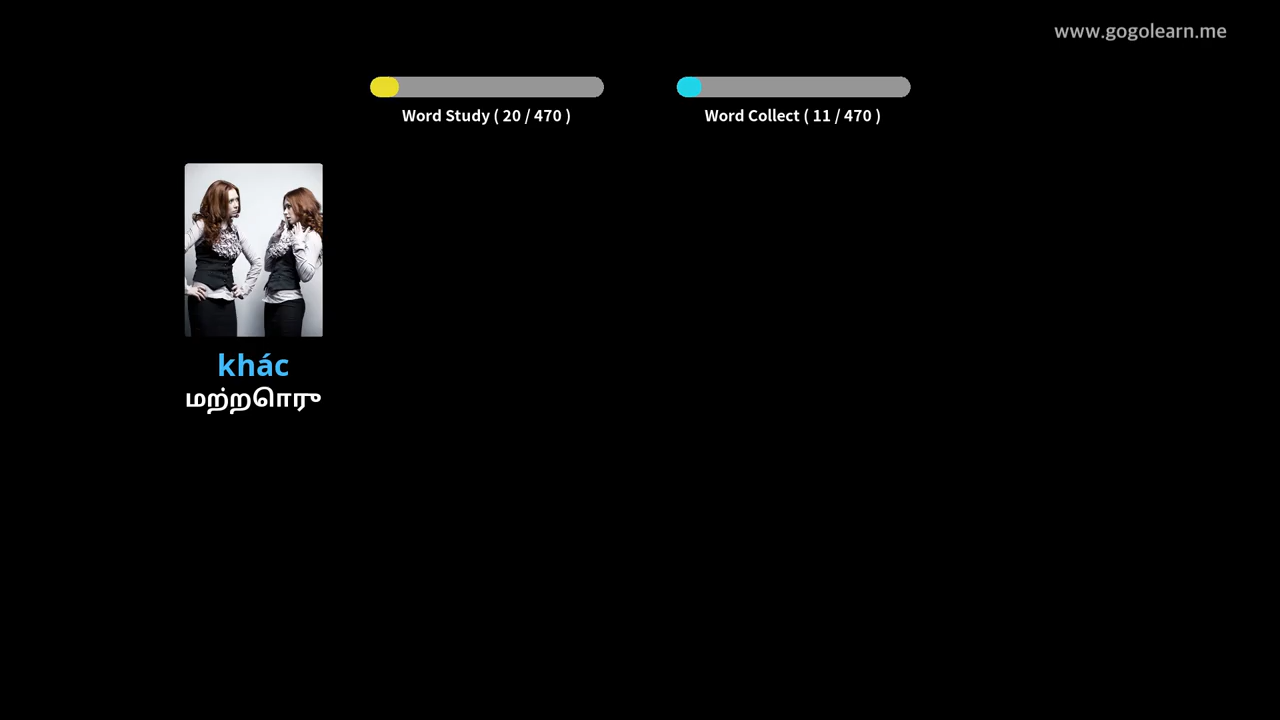 www.gogolearn.me
Word Study ( 20 / 470 )
Word Collect ( 11 / 470 )
khác
மற்றொரு